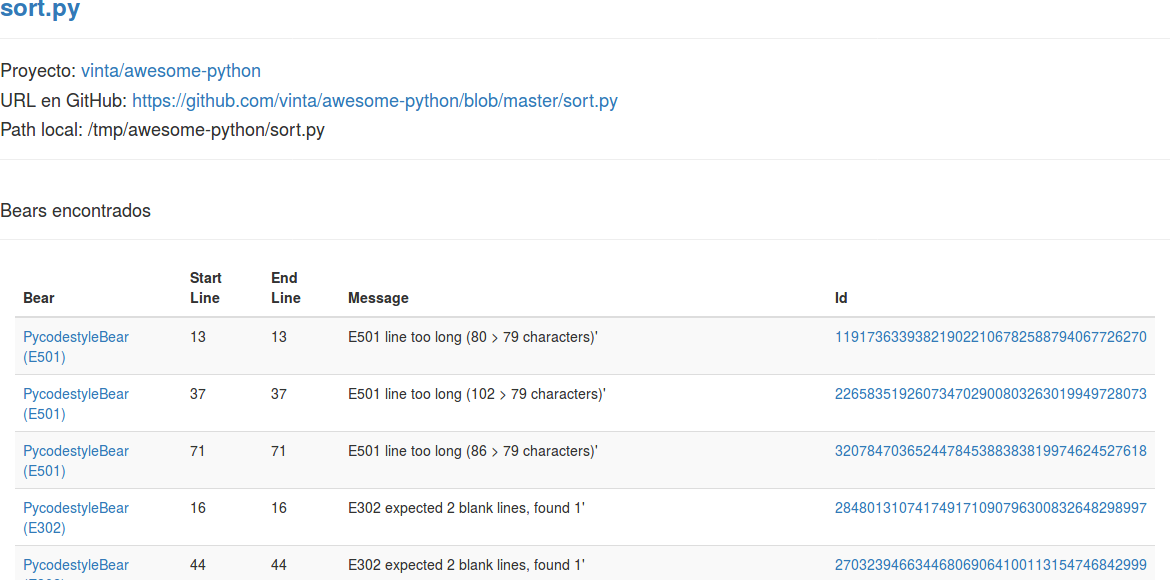 sort.py
Proyecto: vinta/awesome-python
URL en GitHub: https://github.com/vinta/awesome-python/blob/master/sort.py
Path local: /tmp/awesome-python/sort.py
Bears encontrados
Bear Start Line End Line Message Id
PycodestyleBear (E501) 13 13 E501 line too long (80 > 79 characters)' 119173633938219022106782588794067726270
PycodestyleBear (E501) 37 37 E501 line too long (102 > 79 characters)' 226583519260734702900803263019949728073
PycodestyleBear (E501) 71 71 E501 line too long (86 > 79 characters)' 320784703652447845388383819974624527618
PycodestyleBear (E302) 16 16 E302 expected 2 blank lines, found 1' 284801310741749171090796300832648298997
PycodestyleBear 44 44 E302 expected 2 blank lines, found 1' 270323946634468069064100113154746842999